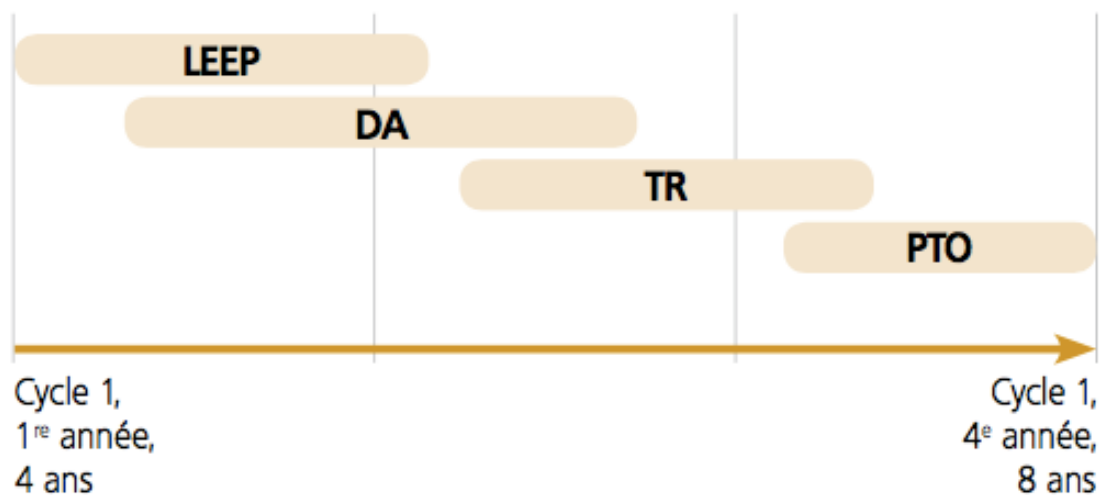 LEEP
DA
TR
PTO
Cycle 1,
1re année,
4 ans
Cycle 1,
4e année,
8 ans